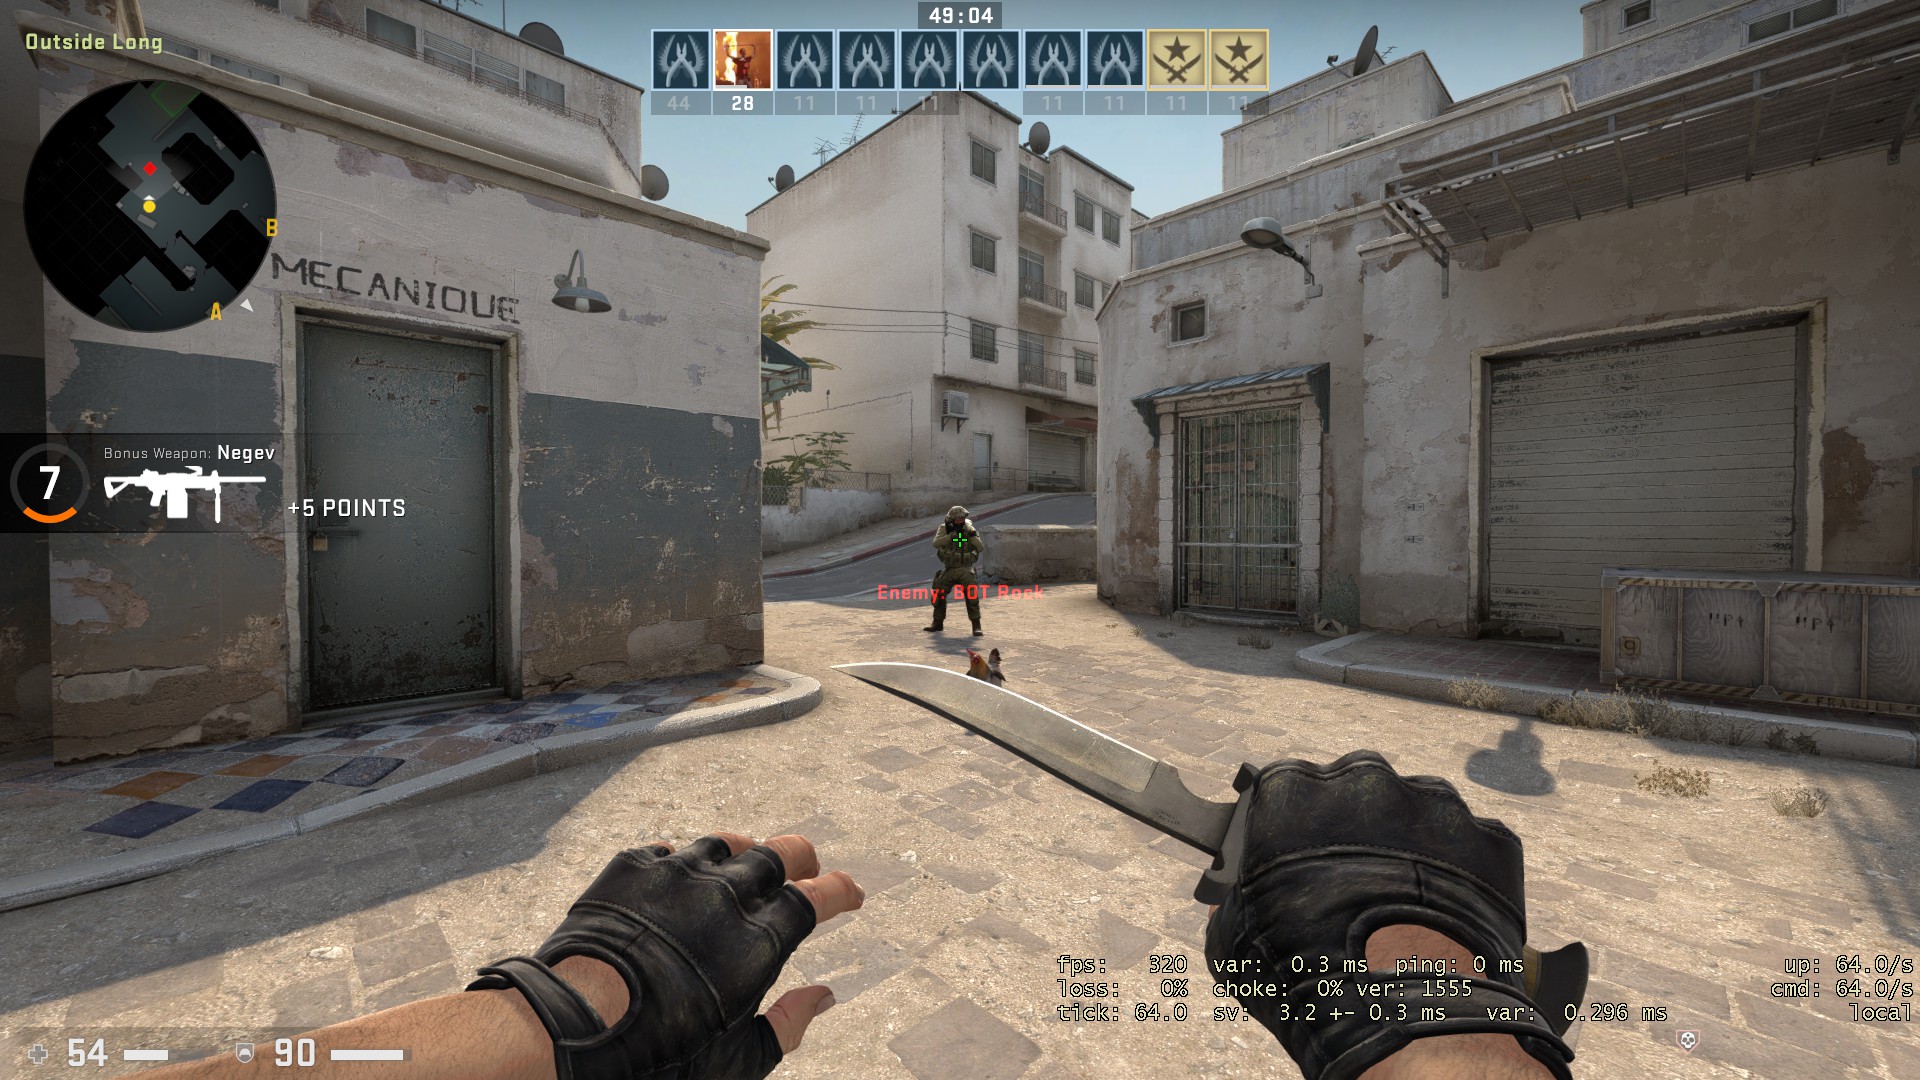 49:04
Outside Long
44 28 11 11 11 11 11 11 11
B
A
MECANIQUE
7
Bonus Weapon: Negev
+5 POINTS
Enemy: BOT Rock
FRAGILE
9
fps: 320 var: 0.3 ms ping: 0 ms up: 64.0/s
loss: 0% choke: 0% ver: 1555 cmd: 64.0/s
tick: 64.0 sv: 3.2 +- 0.3 ms var: 0.296 ms local
54 90